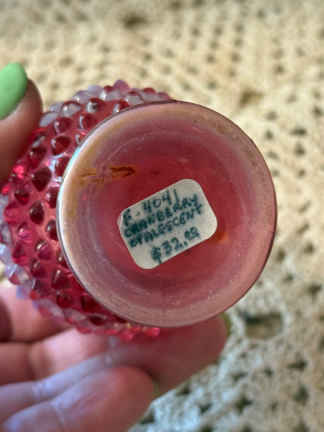 F-4041
CRANBERRY
OPALESCENT
$32.00